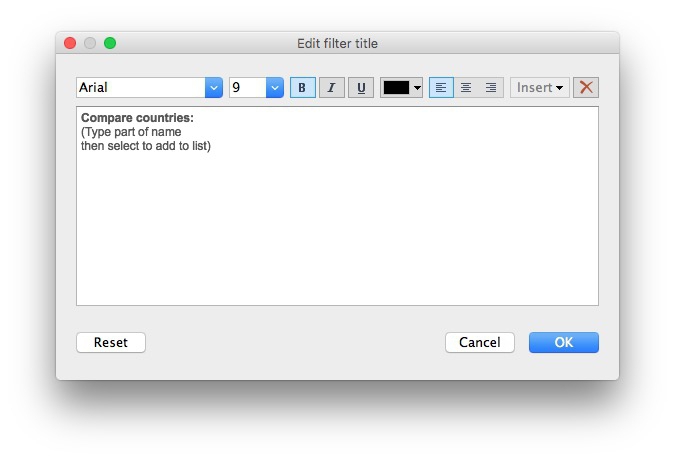 Edit filter title
Arial 9 B I U Insert
Compare countries:
(Type part of name
then select to add to list)
Reset Cancel OK